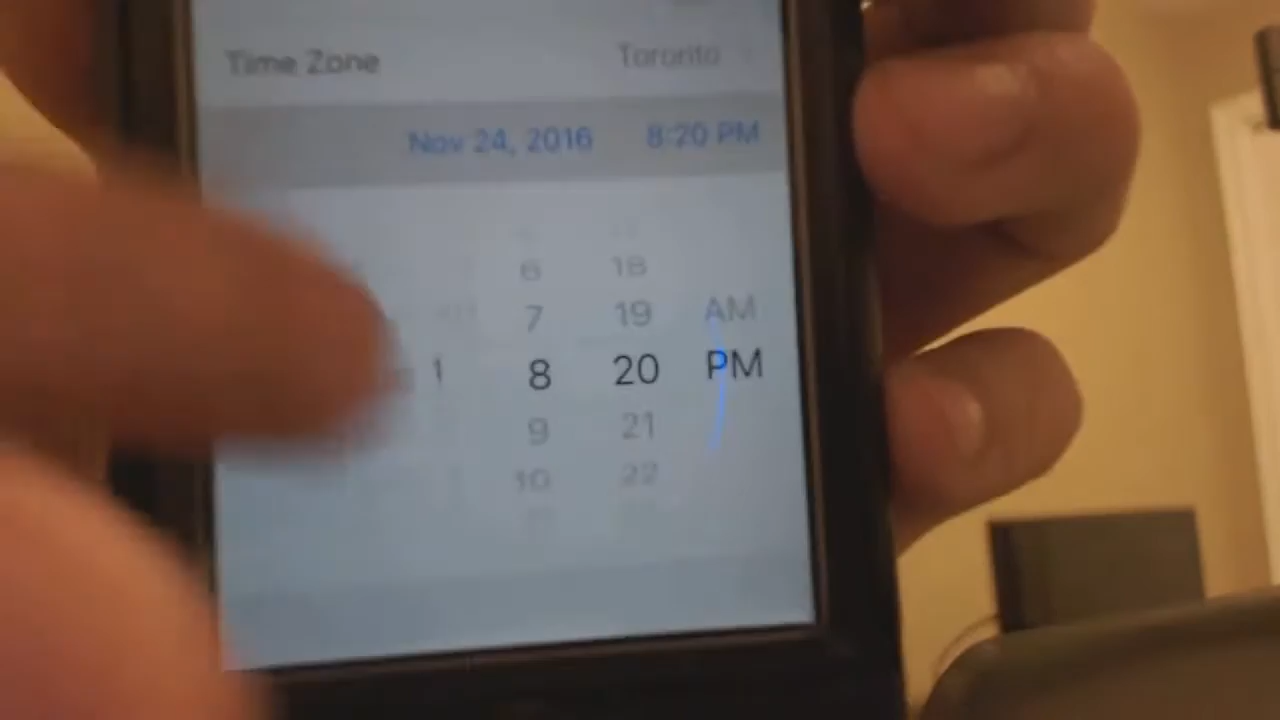 Time Zone Toronto
Nov 24, 2016 8:20 PM
6 18
7 19 AM
1 8 20 PM
9 21
10 22